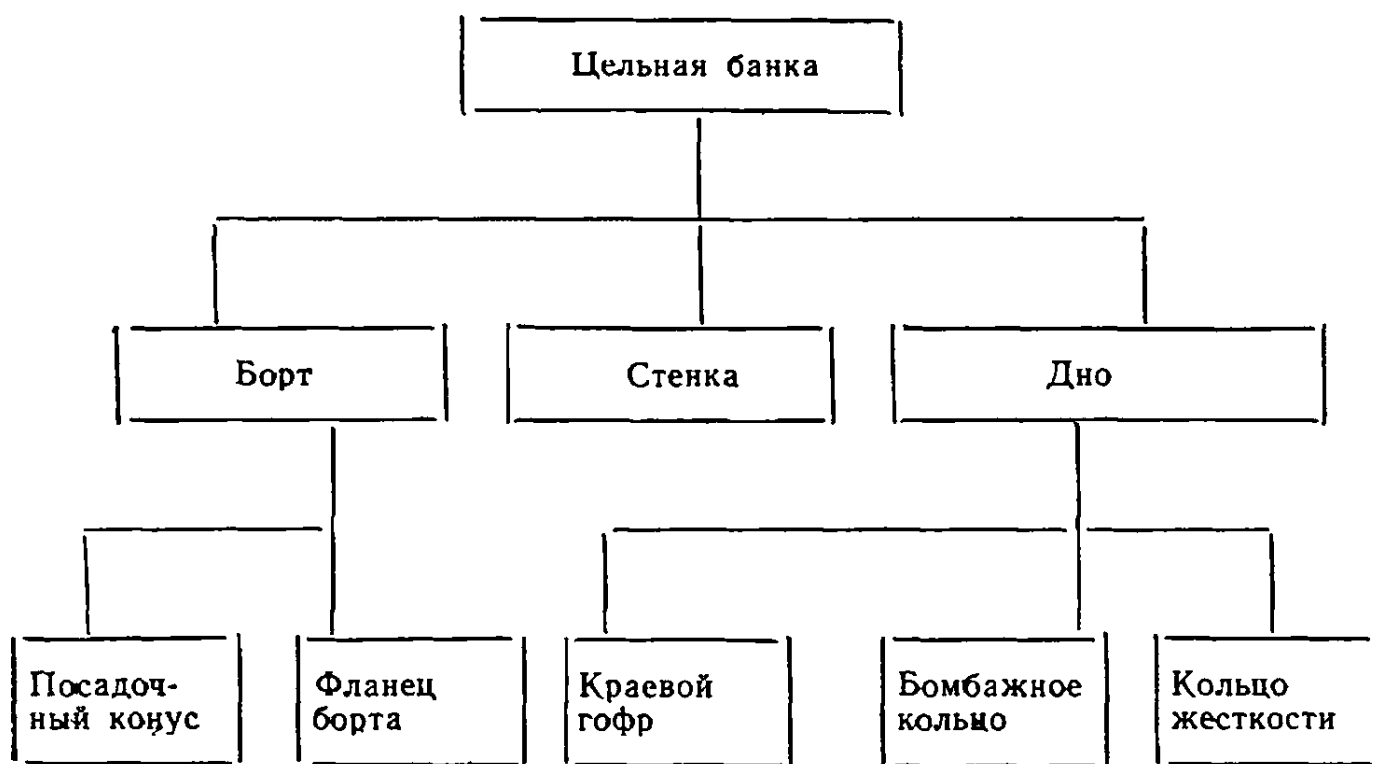 Цельная банка
Борт
Стенка
Дно
Посадоч-
ный конус
Фланец
борта
Краевой
гофр
Бомбажное
кольцо
Кольцо
жесткости